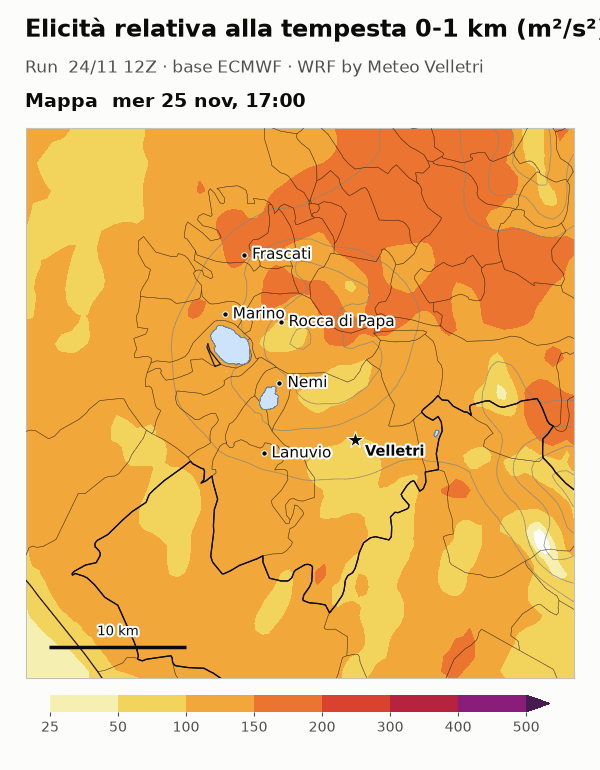 Elicità relativa alla tempesta 0-1 km (m²/s²)
Run  24/11 12Z · base ECMWF · WRF by Meteo Velletri
Mappa  mer 25 nov, 17:00
Frascati
Marino
Rocca di Papa
Nemi
Velletri
Lanuvio
10 km
25 50 100 150 200 300 400 500